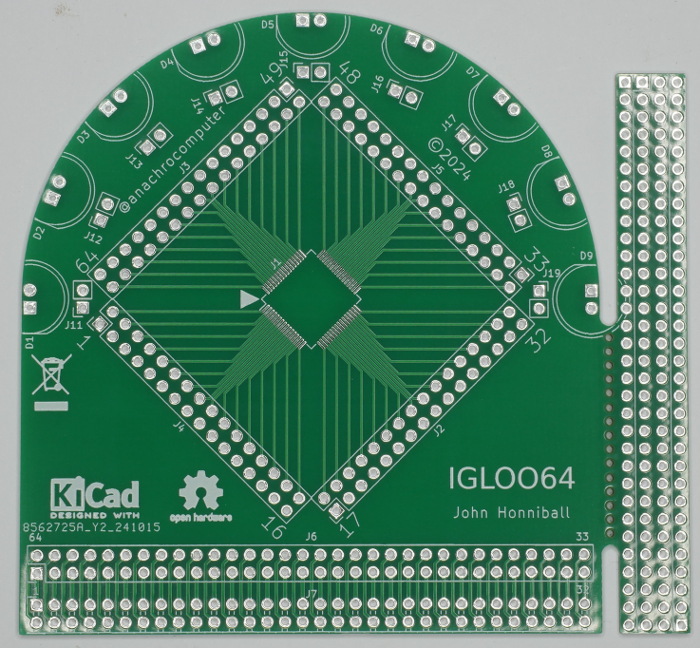 D5
D4
D6
J15
49
48
D7
J14
J16
D3
@anachrocomputer
J17
©2024
D8
J13
J3
J5
D2
J18
J12
64
J1
33
J19
D9
J11
1
32
D1
J4
J2
KiCad
DESIGNED WITH
open hardware
IGLOO64
John Honniball
16
17
8562725A_Y2_241015
64
J6
33
J7